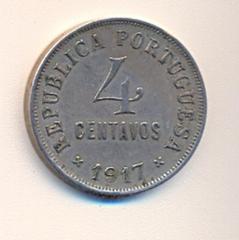 REPUBLICA PORTUGUESA
4
CENTAVOS
* 1917 *